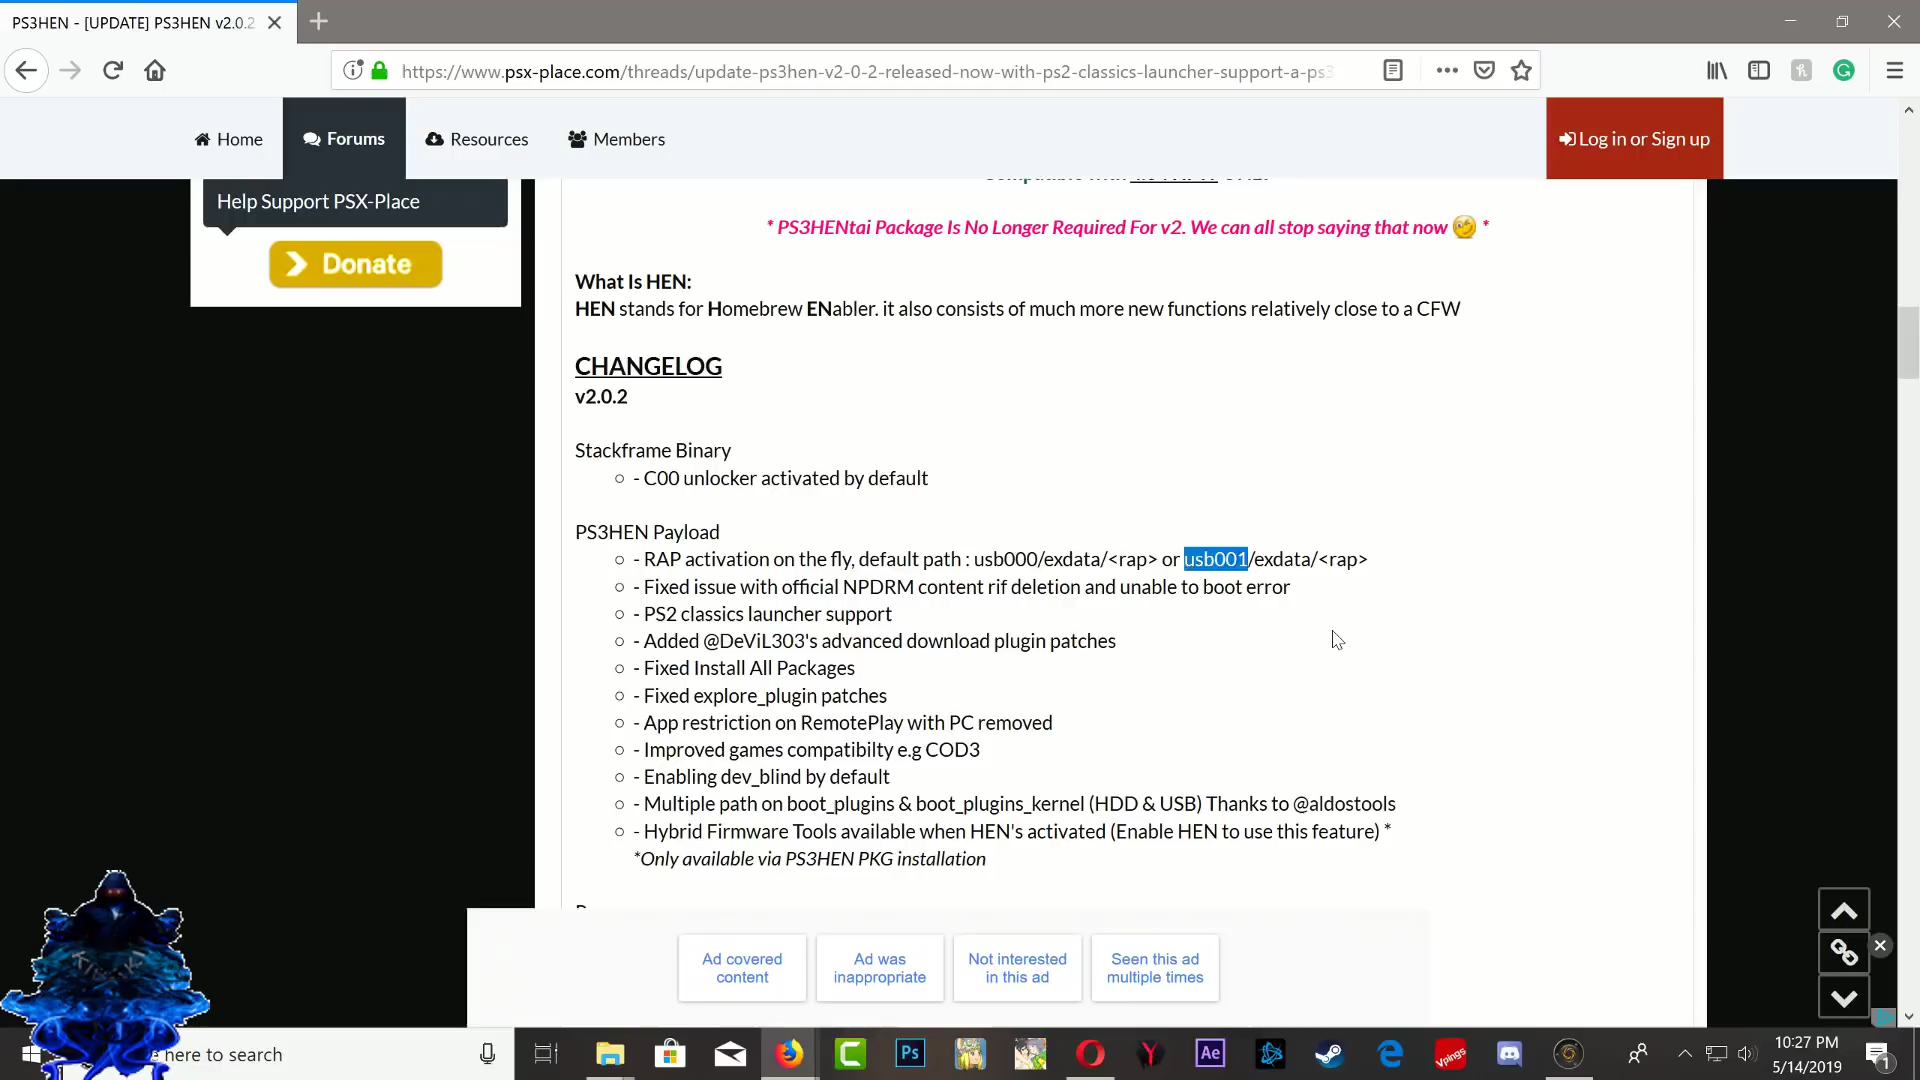 PS3HEN - [UPDATE] PS3HEN v2.0.2
https://www.psx-place.com/threads/update-ps3hen-v2-0-2-released-now-with-ps2-classics-launcher-support-a-ps3
Home
Forums
Resources
Members
Log in or Sign up
Help Support PSX-Place
Donate
* PS3HENtai Package Is No Longer Required For v2. We can all stop saying that now *
What Is HEN:
HEN stands for Homebrew ENabler. it also consists of much more new functions relatively close to a CFW
CHANGELOG
v2.0.2
Stackframe Binary
- C00 unlocker activated by default
PS3HEN Payload
- RAP activation on the fly, default path : usb000/exdata/<rap> or usb001/exdata/<rap>
- Fixed issue with official NPDRM content rif deletion and unable to boot error
- PS2 classics launcher support
- Added @DeViL303's advanced download plugin patches
- Fixed Install All Packages
- Fixed explore_plugin patches
- App restriction on RemotePlay with PC removed
- Improved games compatibilty e.g COD3
- Enabling dev_blind by default
- Multiple path on boot_plugins & boot_plugins_kernel (HDD & USB) Thanks to @aldostools
- Hybrid Firmware Tools available when HEN's activated (Enable HEN to use this feature) *
*Only available via PS3HEN PKG installation
Ad covered
content
Ad was
inappropriate
Not interested
in this ad
Seen this ad
multiple times
here to search
Ps
Ae
Vpings
10:27 PM
5/14/2019
1